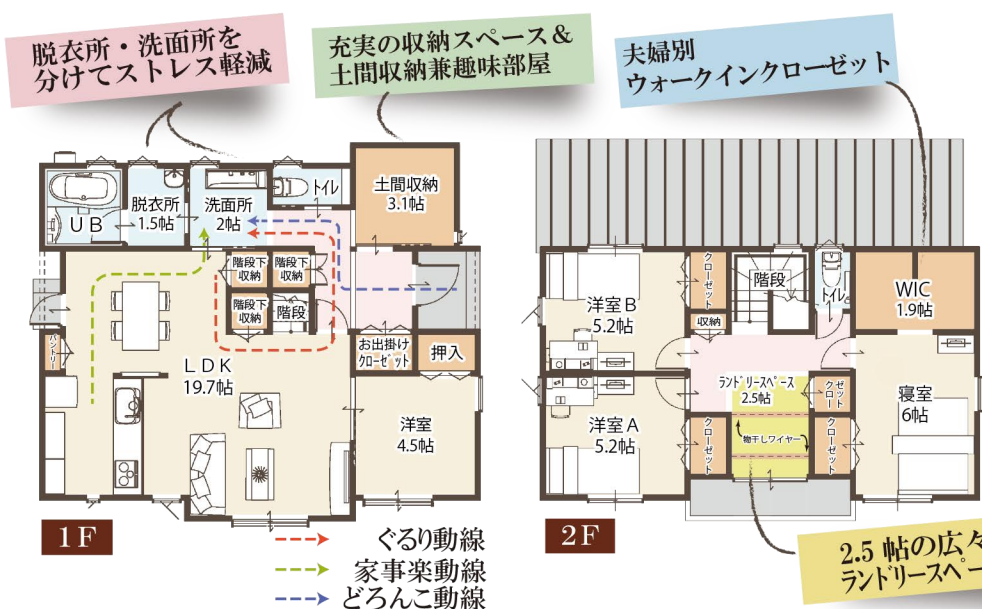 脱衣所・洗面所を
分けてストレス軽減
充実の収納スペース&
土間収納兼趣味部屋
夫婦別
ウォークインクローゼット
UB
脱衣所
1.5帖
洗面所
2帖
トイレ
土間収納
3.1帖
階段下
収納
階段下
収納
階段下
収納
階段
パントリー
LDK
19.7帖
お出掛け
クローゼット
押入
洋室
4.5帖
1F
ぐるり動線
家事楽動線
どろんこ動線
洋室B
5.2帖
クローゼット
収納
階段
トイレ
WIC
1.9帖
洋室A
5.2帖
クローゼット
ランドリースペース
2.5帖
物干しワイヤー
クロー
ゼット
クローゼット
寝室
6帖
2F
2.5帖の広々
ランドリースペー